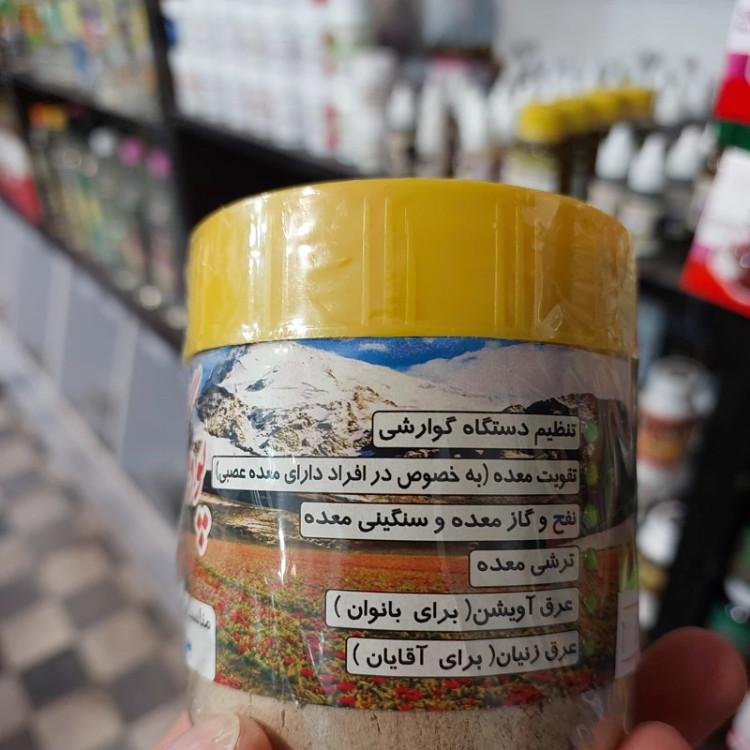 تنظیم دستگاه گوارشی
تقویت معده (به خصوص در افراد دارای معده عصبی)
نفخ و گاز معده و سنگینی معده
ترشی معده
عرق آویشن( برای بانوان )
عرق زنیان( برای آقایان )